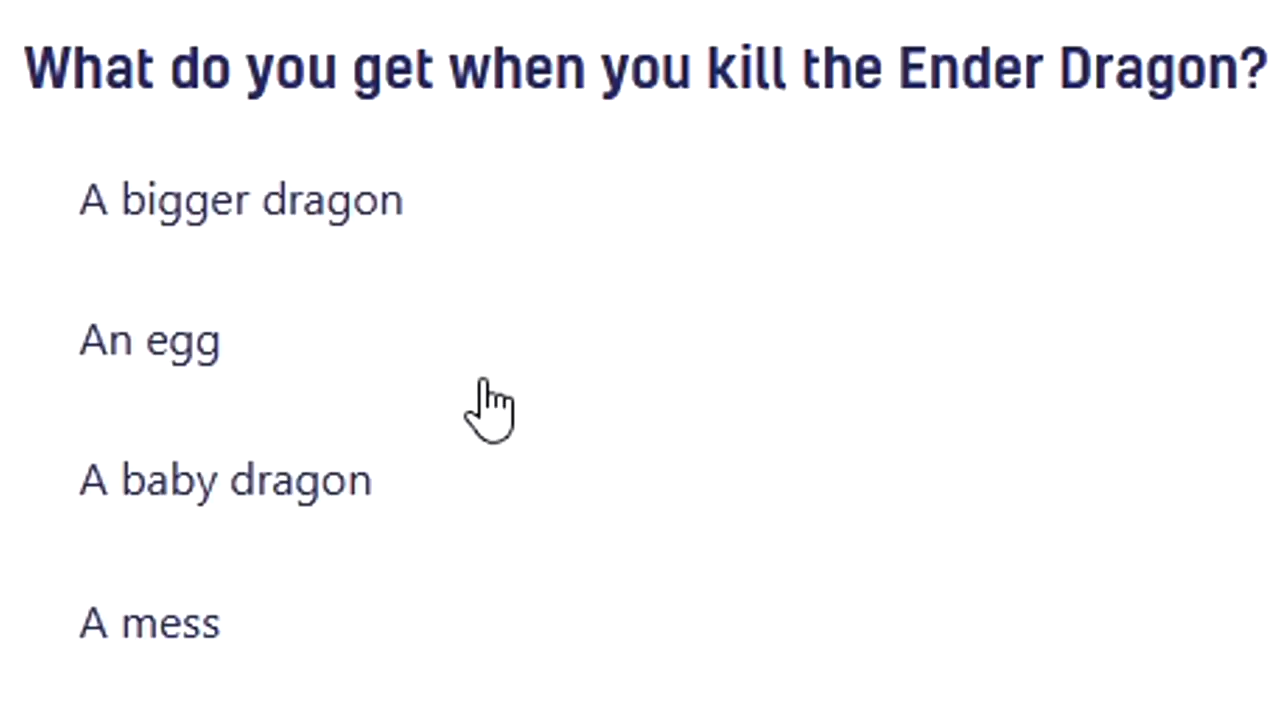 What do you get when you kill the Ender Dragon?
A bigger dragon
An egg
A baby dragon
A mess